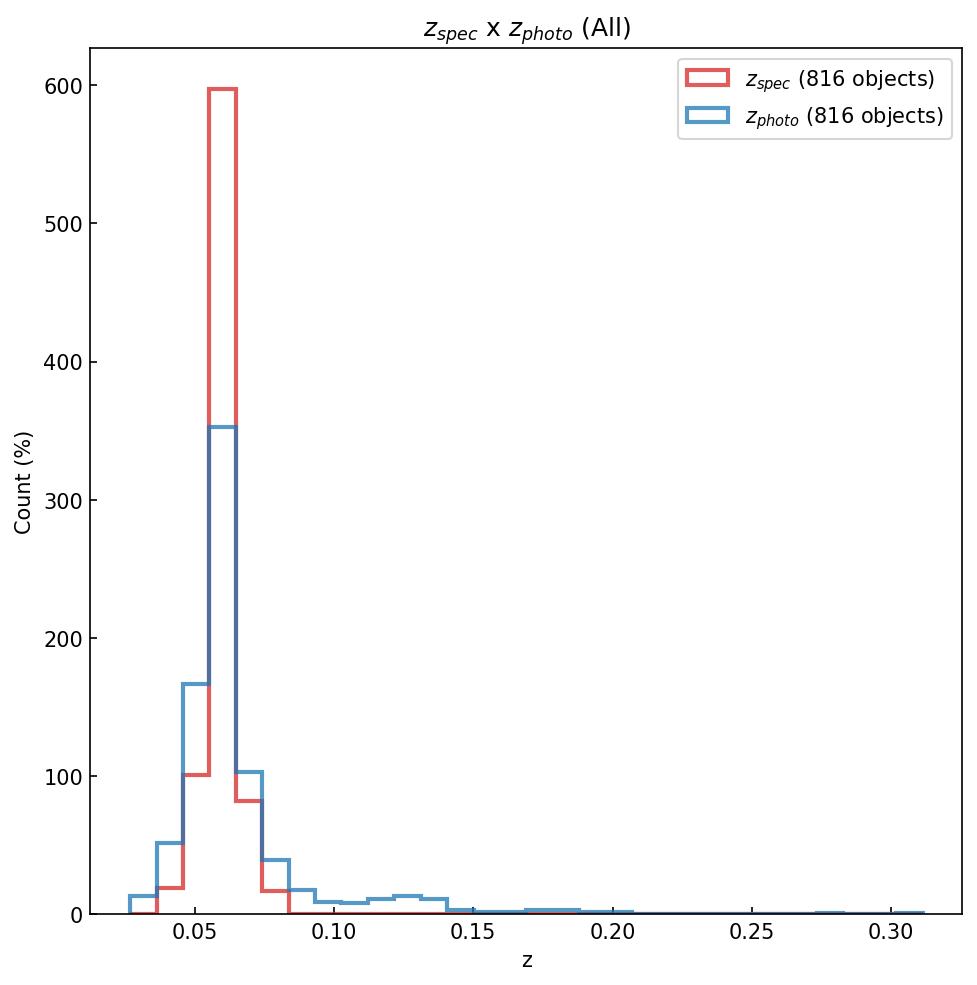 z_spec x z_photo (All)
z_spec (816 objects)
z_photo (816 objects)
Count (%)
600
500
400
300
200
100
0
0.05 0.10 0.15 0.20 0.25 0.30
z